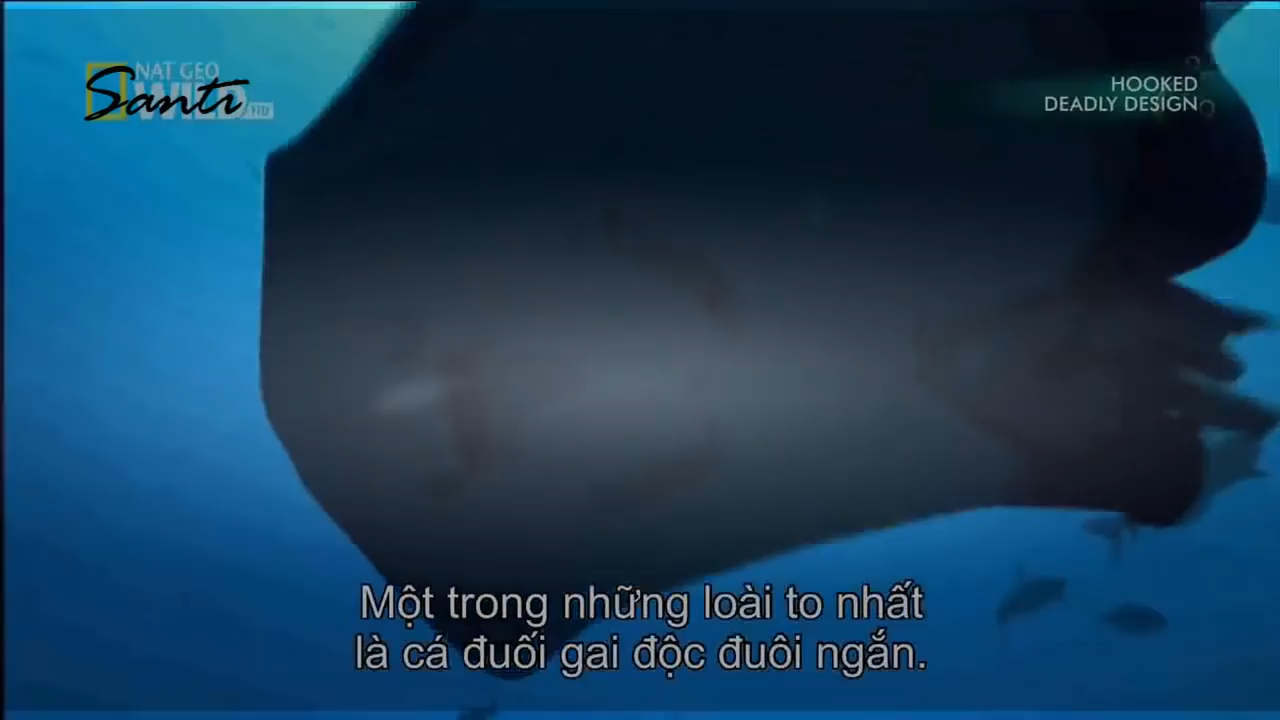 NAT GEO
WILD HD
Santi
HOOKED
DEADLY DESIGN
Một trong những loài to nhất
là cá đuối gai độc đuôi ngắn.